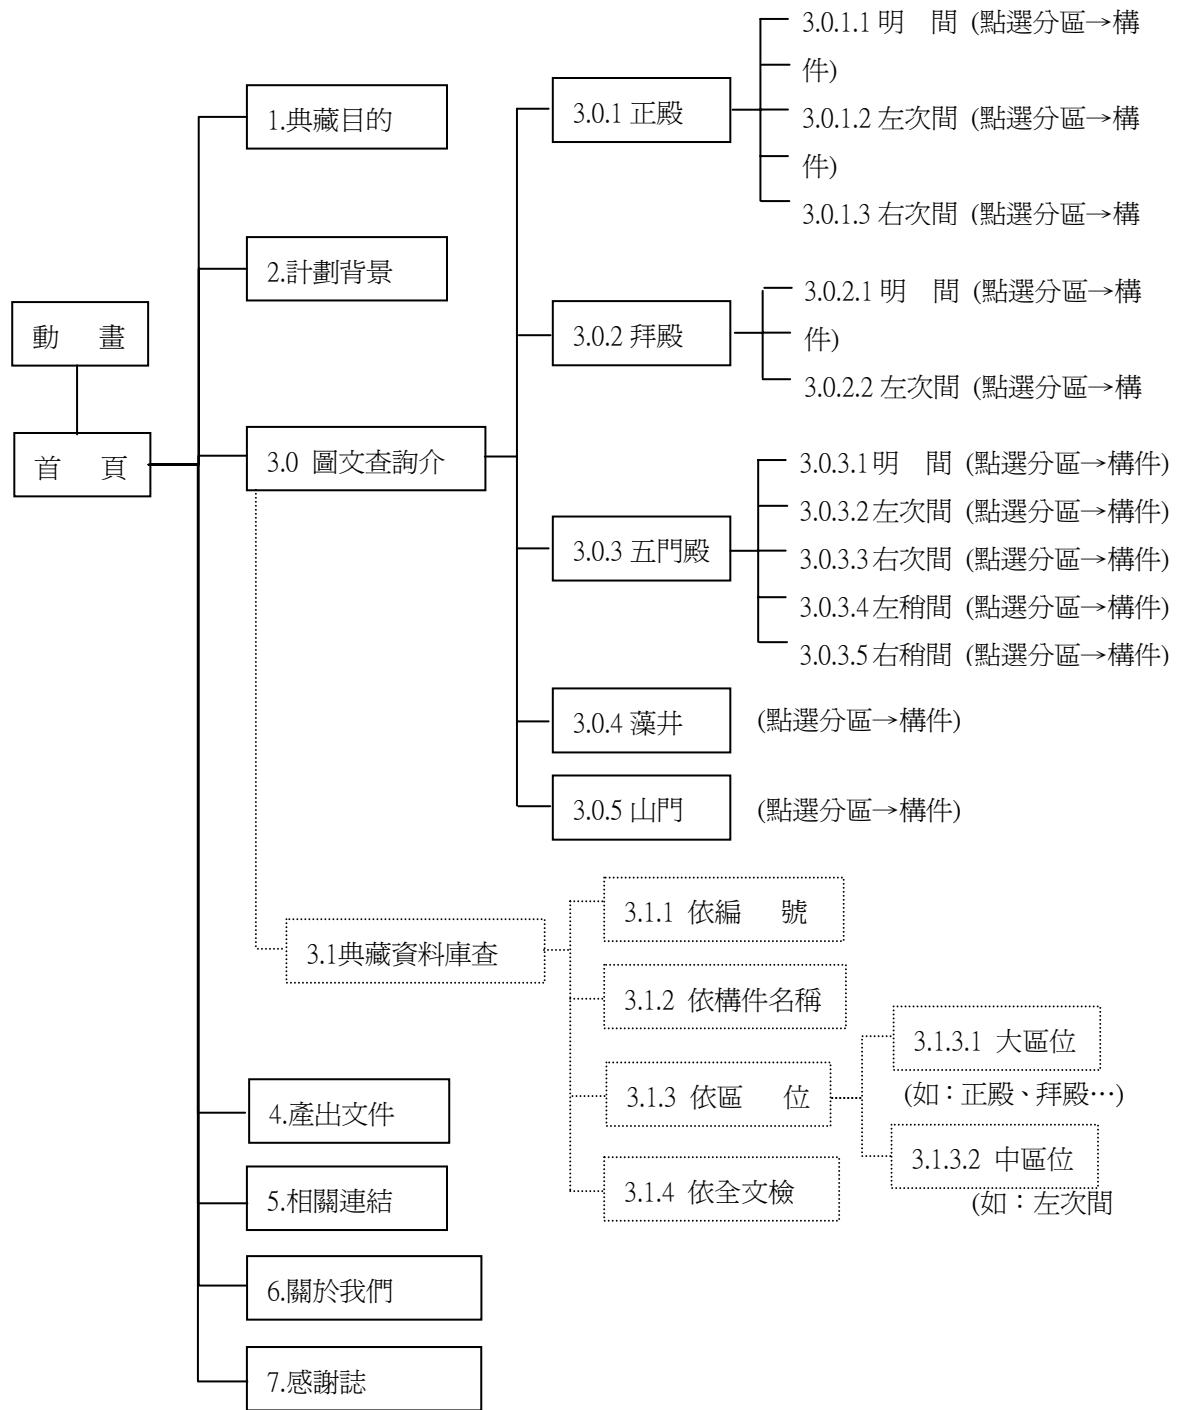 動　畫
首　頁
1.典藏目的
2.計劃背景
3.0 圖文查詢介
3.0.1 正殿
3.0.1.1 明　間 (點選分區→構
件)
3.0.1.2 左次間 (點選分區→構
件)
3.0.1.3 右次間 (點選分區→構
3.0.2 拜殿
3.0.2.1 明　間 (點選分區→構
件)
3.0.2.2 左次間 (點選分區→構
3.0.3 五門殿
3.0.3.1 明　間 (點選分區→構件)
3.0.3.2 左次間 (點選分區→構件)
3.0.3.3 右次間 (點選分區→構件)
3.0.3.4 左稍間 (點選分區→構件)
3.0.3.5 右稍間 (點選分區→構件)
3.0.4 藻井
(點選分區→構件)
3.0.5 山門
(點選分區→構件)
3.1典藏資料庫查
3.1.1 依編　號
3.1.2 依構件名稱
3.1.3 依區　位
3.1.3.1 大區位
(如：正殿、拜殿…)
3.1.3.2 中區位
(如：左次間
3.1.4 依全文檢
4.產出文件
5.相關連結
6.關於我們
7.感謝誌